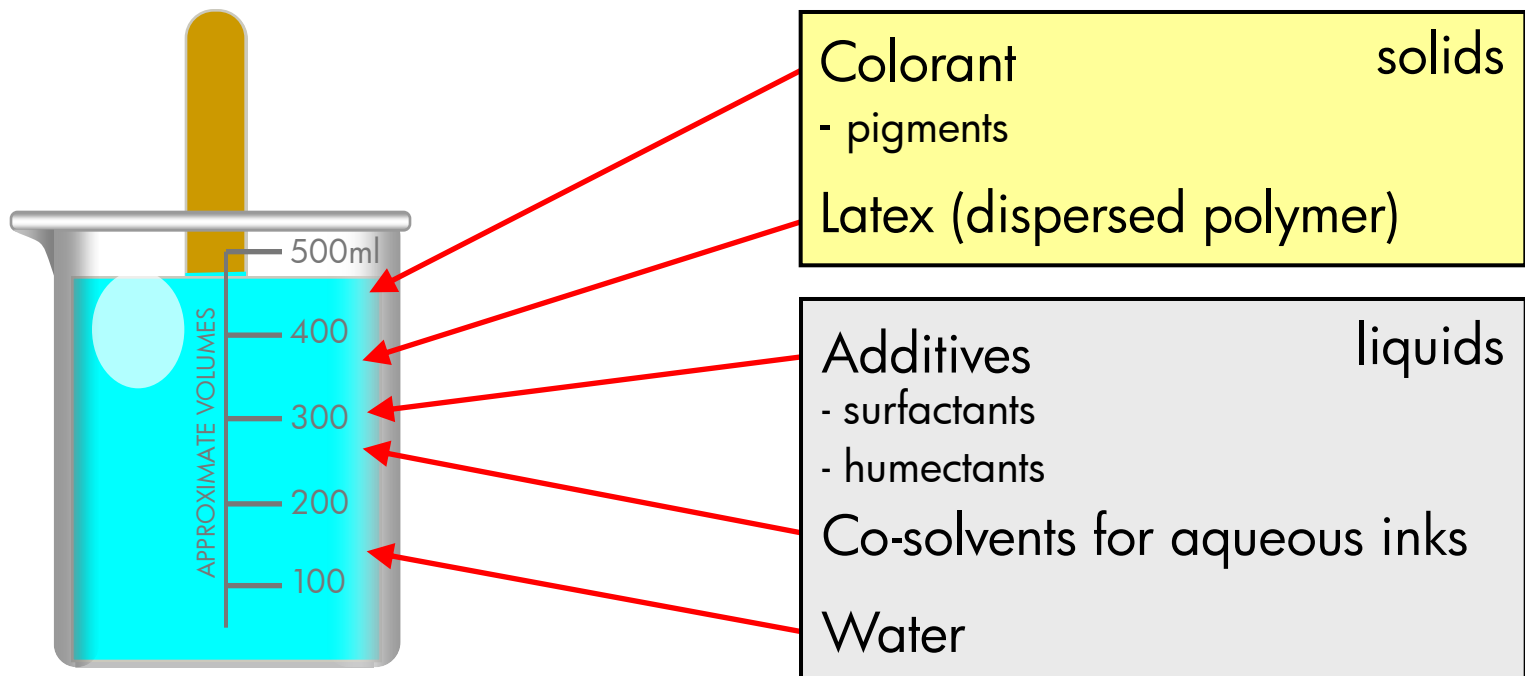 500ml
400
300
200
100
APPROXIMATE VOLUMES
Colorant
solids
- pigments
Latex (dispersed polymer)
Additives
liquids
- surfactants
- humectants
Co-solvents for aqueous inks
Water